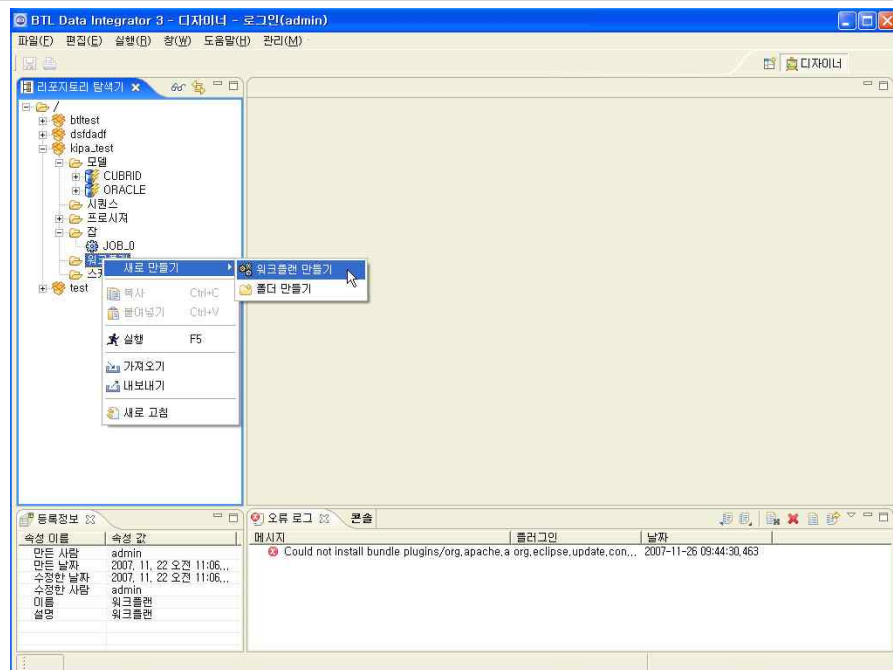 BTL Data Integrator 3 - 디자이너 - 로그인(admin)
파일(F) 편집(E) 실행(R) 창(W) 도움말(H) 관리(M)
디자이너
리포지토리 탐색기
/
btltest
dsfdadf
kipa_test
모델
CUBRID
ORACLE
시퀀스
프로시져
잡
JOB_0
test
새로 만들기
복사 Ctrl+C
붙여넣기 Ctrl+V
실행 F5
가져오기
내보내기
새로 고침
워크플랜 만들기
폴더 만들기
등록정보
속성 이름 속성 값
만든 사람 admin
만든 날짜 2007, 11, 22 오전 11:06,...
수정한 날짜 2007, 11, 22 오전 11:06,...
수정한 사람 admin
이름 워크플랜
설명 워크플랜
오류 로그 콘솔
메시지 플러그인 날짜
Could not install bundle plugins/org,apache,a org,eclipse,update,con... 2007-11-26 09:44:30,463